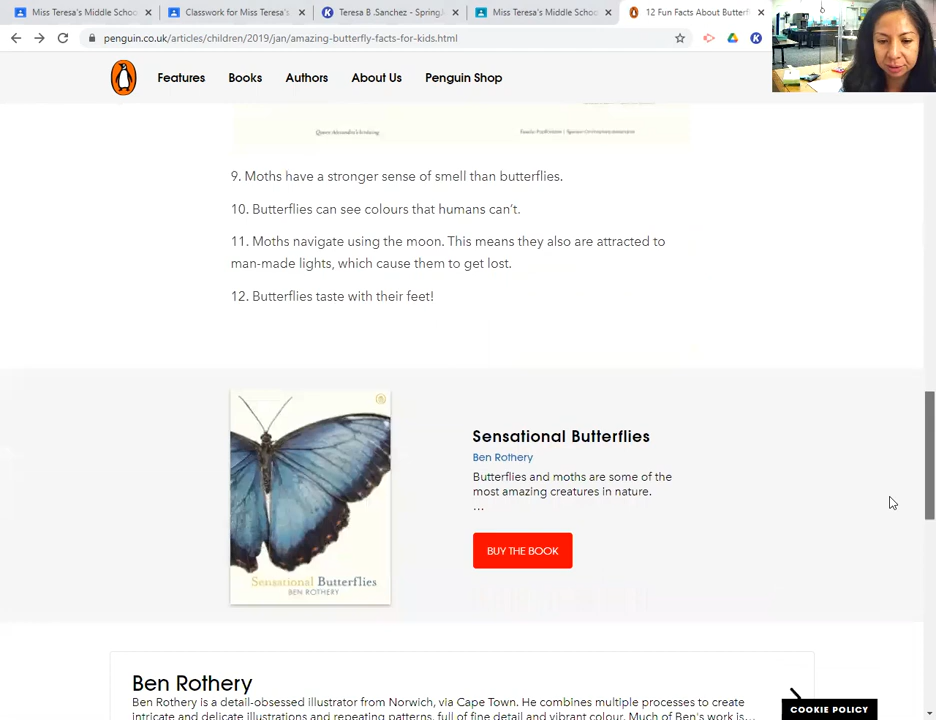 Miss Teresa's Middle Schoo
Classwork for Miss Teresa's
Teresa B .Sanchez - Spring
Miss Teresa's Middle Schoo
12 Fun Facts About Butterf
penguin.co.uk/articles/children/2019/jan/amazing-butterfly-facts-for-kids.html
Features
Books
Authors
About Us
Penguin Shop
9. Moths have a stronger sense of smell than butterflies.
10. Butterflies can see colours that humans can't.
11. Moths navigate using the moon. This means they also are attracted to
man-made lights, which cause them to get lost.
12. Butterflies taste with their feet!
Sensational Butterflies
BEN ROTHERY
Sensational Butterflies
Ben Rothery
Butterflies and moths are some of the
most amazing creatures in nature.
...
BUY THE BOOK
Ben Rothery
Ben Rothery is a detail-obsessed illustrator from Norwich, via Cape Town. He combines multiple processes to create
intricate and delicate illustrations and repeating patterns, full of fine detail and vibrant colour. Much of Ben's work is...
COOKIE POLICY